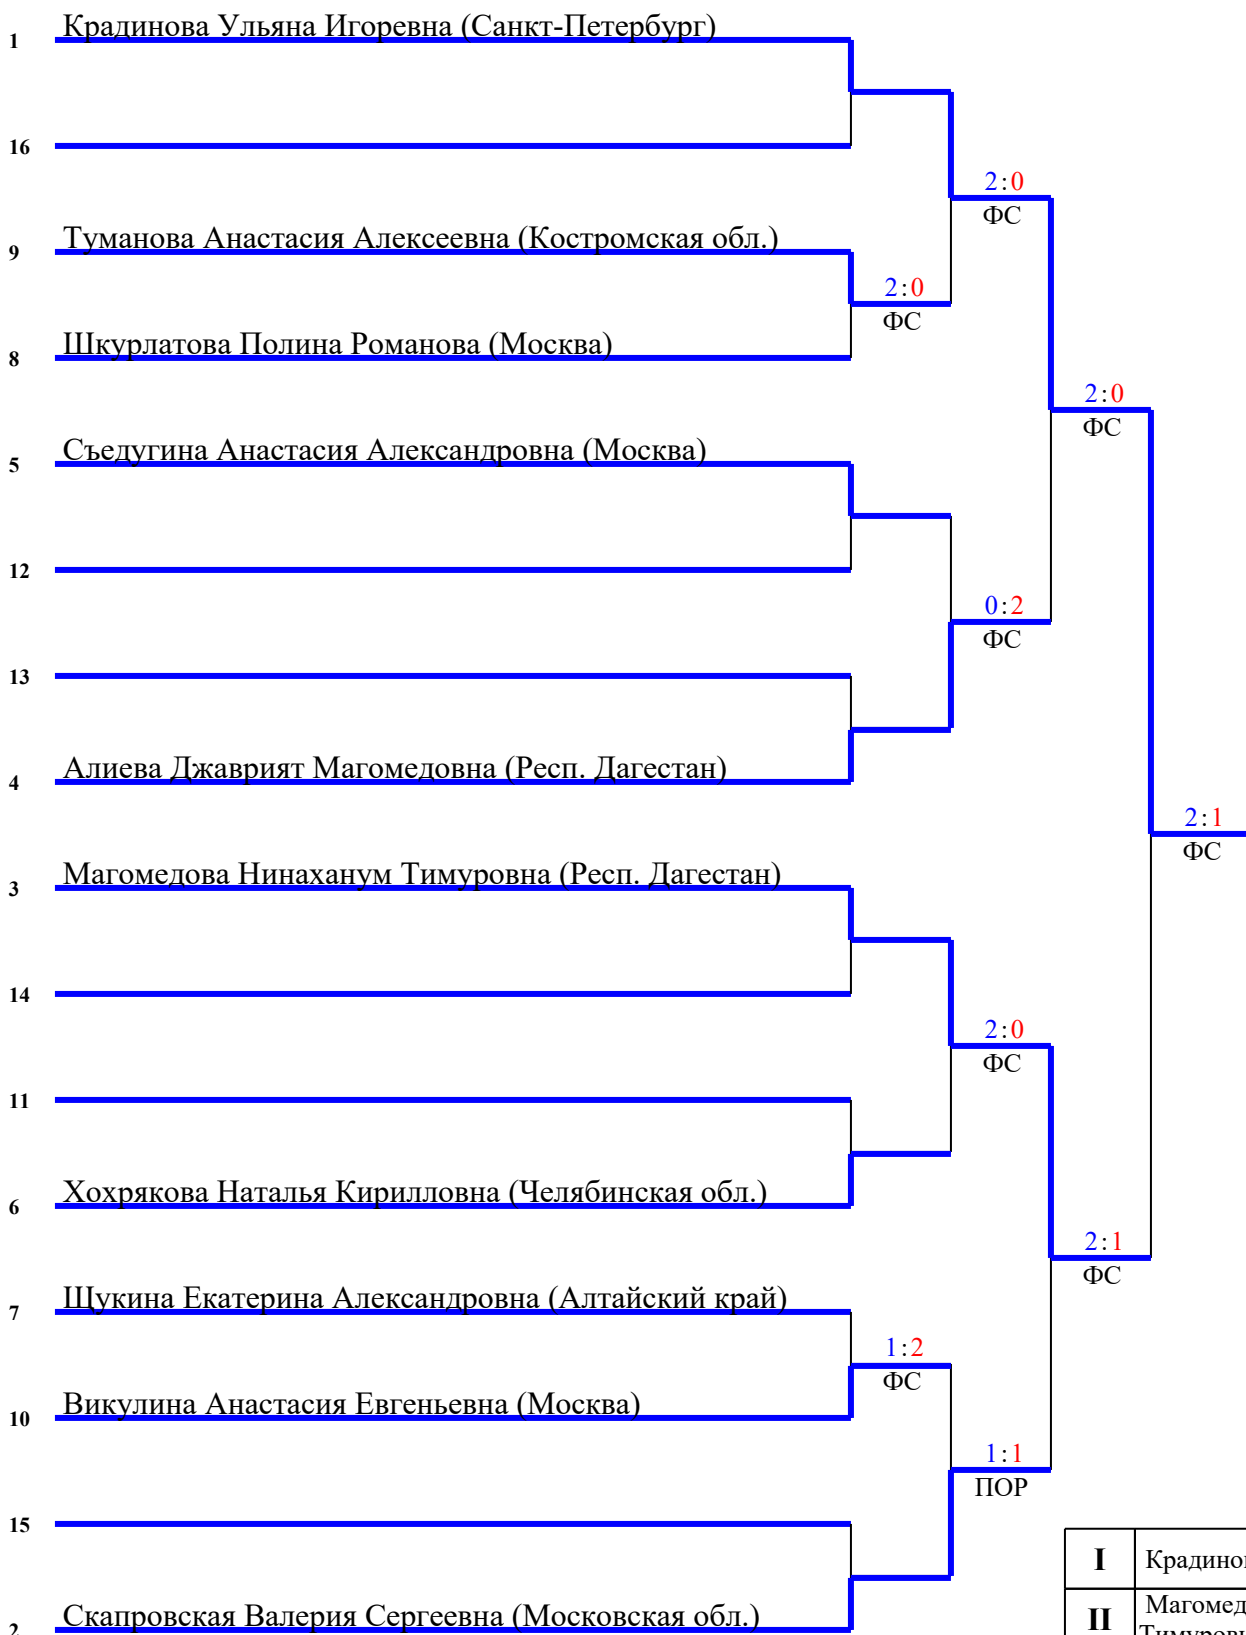 Крадинова Ульяна Игоревна (Санкт-Петербург)
1
16
2:0
ФС
Туманова Анастасия Алексеевна (Костромская обл.)
9
2:0
ФС
Шкурлатова Полина Романова (Москва)
8
2:0
ФС
Съедугина Анастасия Александровна (Москва)
5
12
0:2
ФС
13
Алиева Джаврият Магомедовна (Респ. Дагестан)
4
2:1
ФС
Магомедова Нинаханум Тимуровна (Респ. Дагестан)
3
14
2:0
ФС
11
Хохрякова Наталья Кирилловна (Челябинская обл.)
6
2:1
ФС
Щукина Екатерина Александровна (Алтайский край)
7
1:2
ФС
Викулина Анастасия Евгеньевна (Москва)
10
1:1
ПОР
15
I
Скапровская Валерия Сергеевна (Московская обл.)
2
II